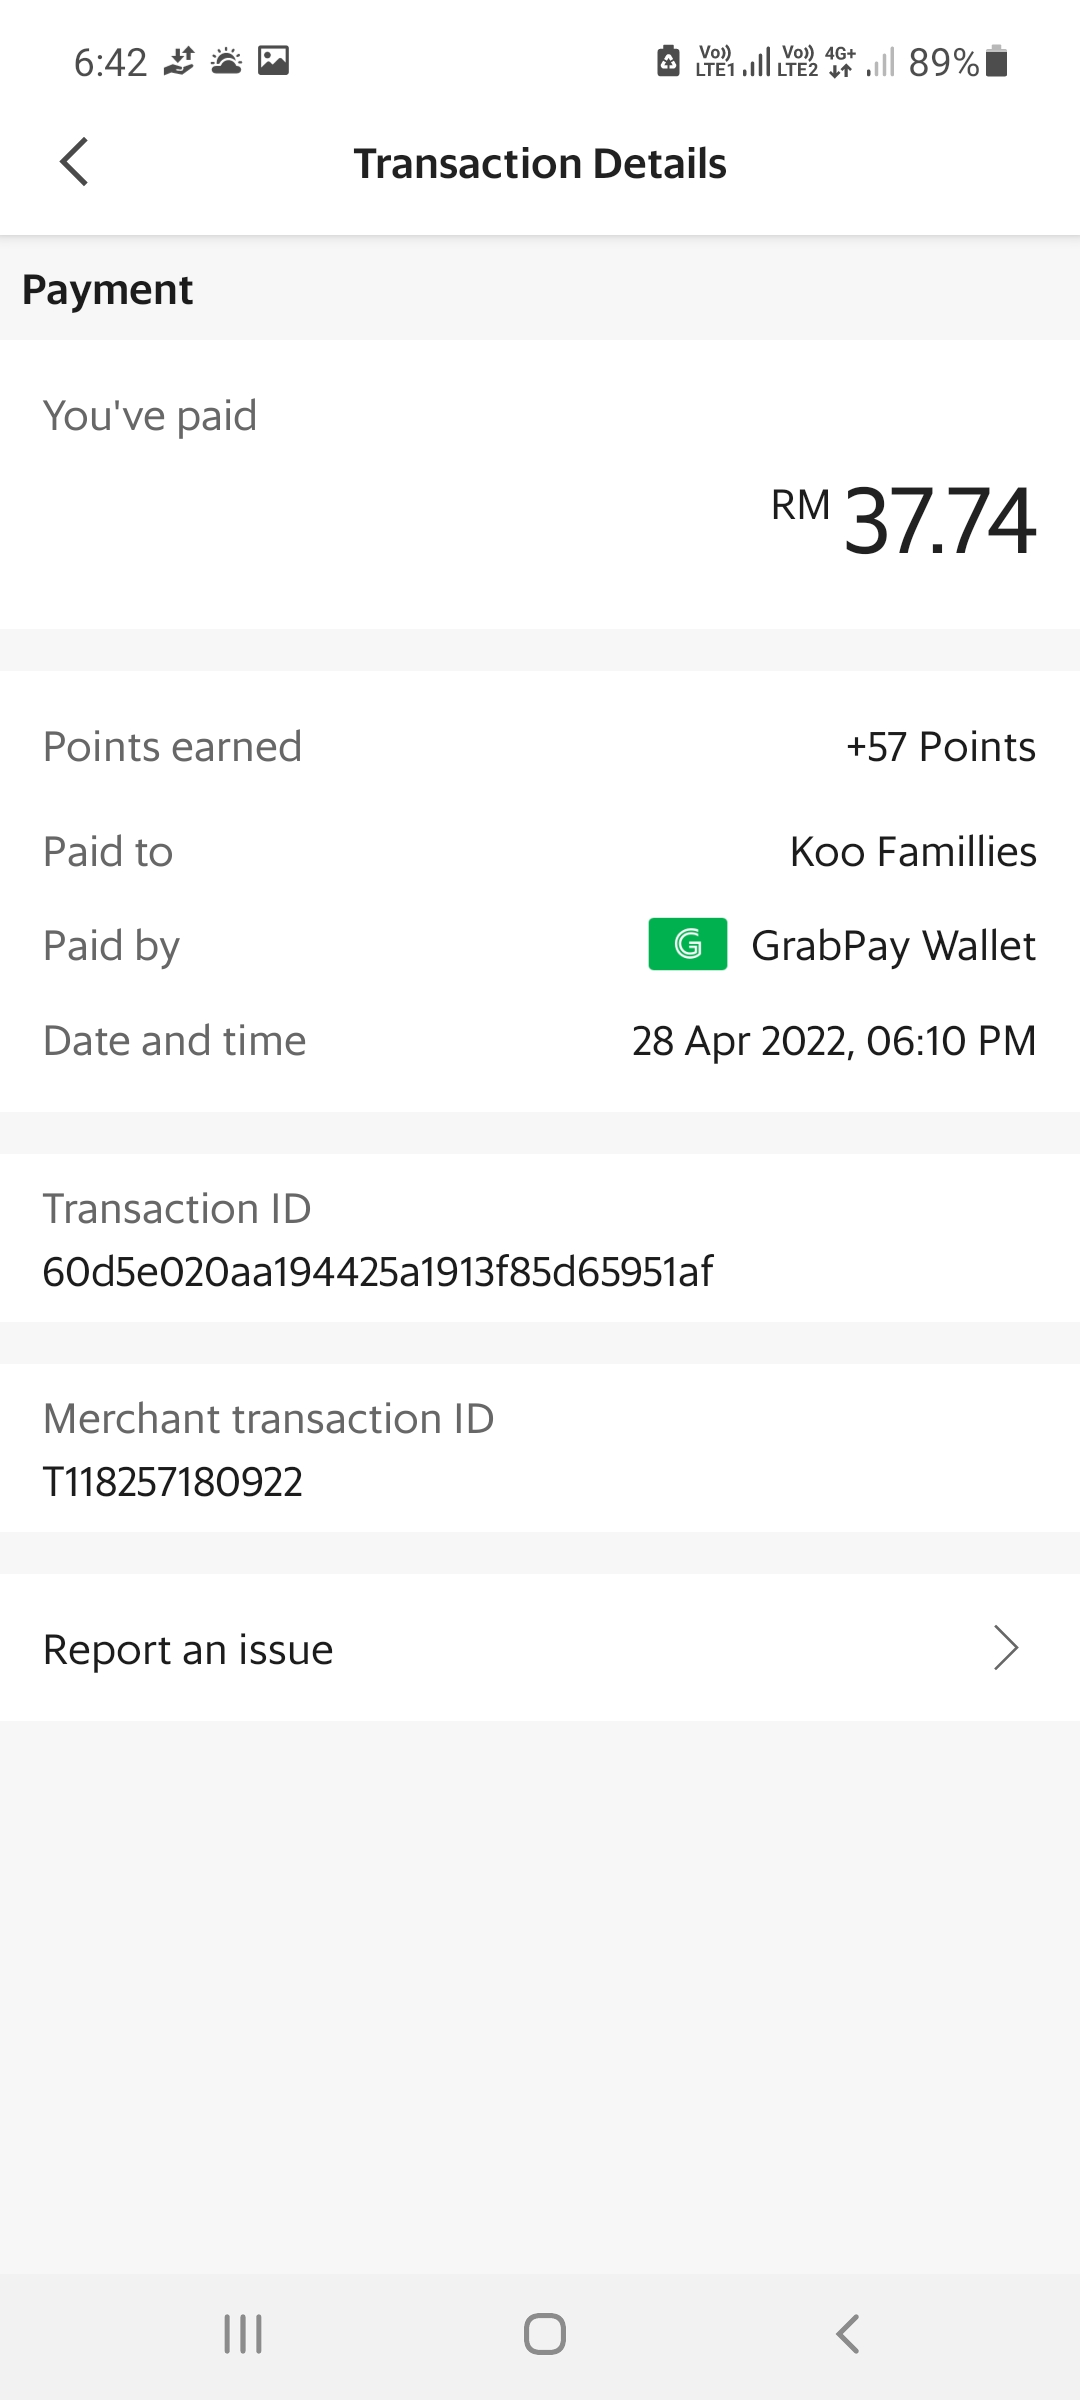 6:42 Vo)) LTE1 Vo)) LTE2 4G+ 89%
Transaction Details
Payment
You've paid
RM 37.74
Points earned +57 Points
Paid to Koo Famillies
Paid by G GrabPay Wallet
Date and time 28 Apr 2022, 06:10 PM
Transaction ID
60d5e020aa194425a1913f85d65951af
Merchant transaction ID
T118257180922
Report an issue